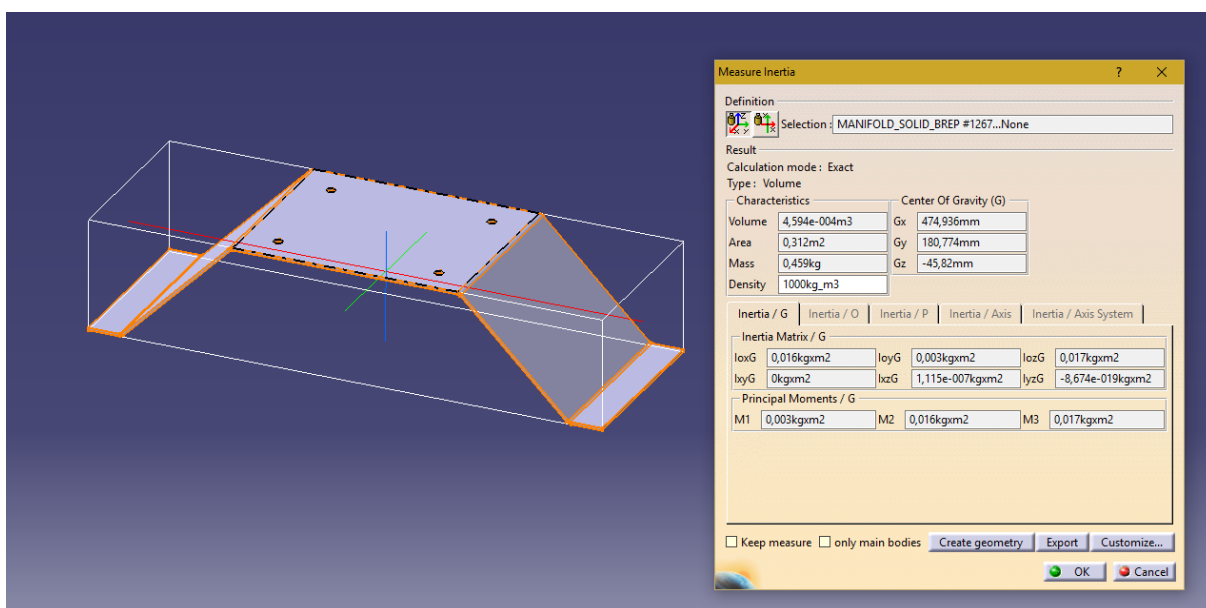 Measure Inertia ?
Definition
Selection : MANIFOLD_SOLID_BREP #1267...None
Result
Calculation mode : Exact
Type : Volume
Characteristics Center Of Gravity (G)
Volume 4,594e-004m3 Gx 474,936mm
Area 0,312m2 Gy 180,774mm
Mass 0,459kg Gz -45,82mm
Density 1000kg_m3
Inertia / G Inertia / O Inertia / P Inertia / Axis Inertia / Axis System
Inertia Matrix / G
IoxG 0,016kgxm2 IoyG 0,003kgxm2 IozG 0,017kgxm2
IxyG 0kgxm2 IxzG 1,115e-007kgxm2 IyzG -8,674e-019kgxm2
Principal Moments / G
M1 0,003kgxm2 M2 0,016kgxm2 M3 0,017kgxm2
Keep measure only main bodies Create geometry Export Customize...
OK Cancel